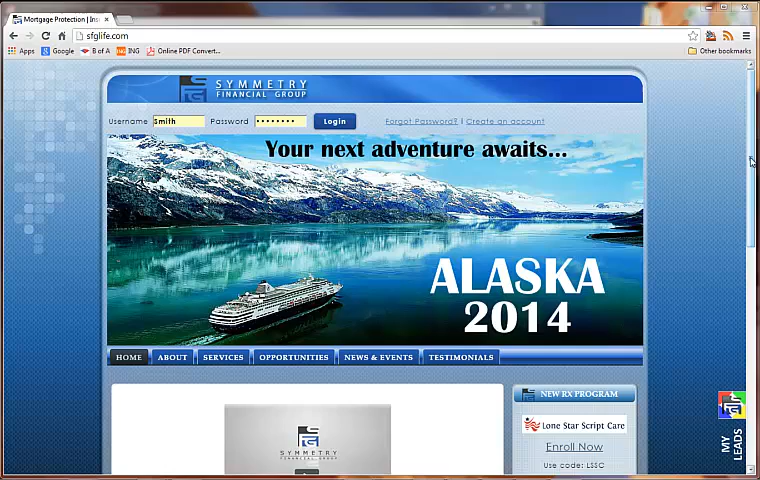 Mortgage Protection | Ins
sfglife.com
Apps Google B of A ING Online PDF Convert... Other bookmarks
SYMMETRY
FINANCIAL GROUP
Username Smith Password •••••••• Login Forgot Password? | Create an account
Your next adventure awaits...
ALASKA
2014
HOME ABOUT SERVICES OPPORTUNITIES NEWS & EVENTS TESTIMONIALS
NEW RX PROGRAM
Lone Star Script Care
Enroll Now
Use code: LSSC
SYMMETRY
FINANCIAL GROUP
MY
LEADS